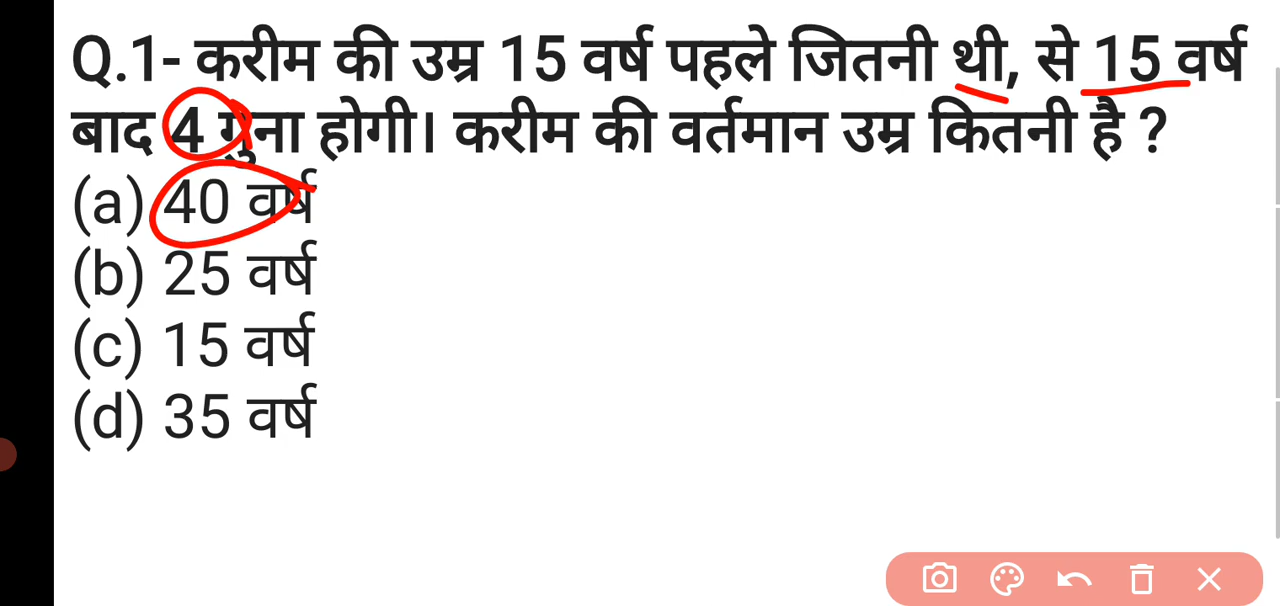 Q.1- करीम की उम्र 15 वर्ष पहले जितनी थी, से 15 वर्ष
बाद 4 गुना होगी। करीम की वर्तमान उम्र कितनी है ?
(a) 40 वर्ष
(b) 25 वर्ष
(c) 15 वर्ष
(d) 35 वर्ष